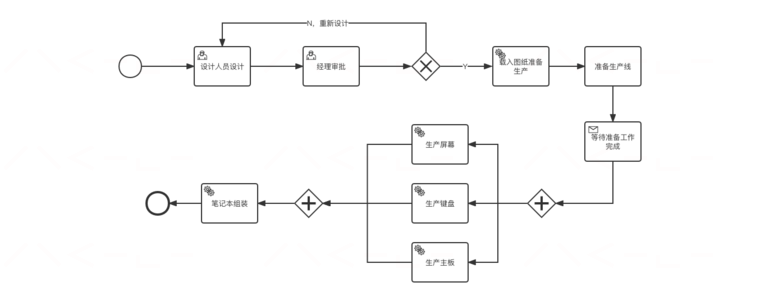 N，重新设计
设计人员设计
经理审批
Y
载入图纸准备
生产
准备生产线
等待准备工作
完成
生产屏幕
生产键盘
笔记本组装
生产主板